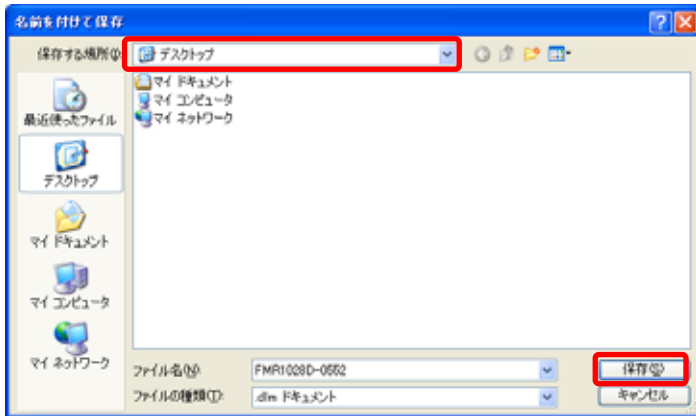 名前を付けて保存
保存する場所(I):
デスクトップ
マイ ドキュメント
マイ コンピュータ
マイ ネットワーク
最近使ったファイル
デスクトップ
マイ ドキュメント
マイ コンピュータ
マイ ネットワーク
ファイル名(N):
FMR1028D-0552
保存(S)
ファイルの種類(T):
.dlm ドキュメント
キャンセル